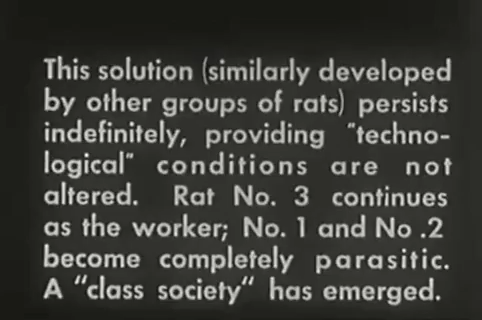 This solution (similarly developed
by other groups of rats) persists
indefinitely, providing "techno-
logical" conditions are not
altered. Rat No. 3 continues
as the worker; No. 1 and No .2
become completely parasitic.
A "class society" has emerged.